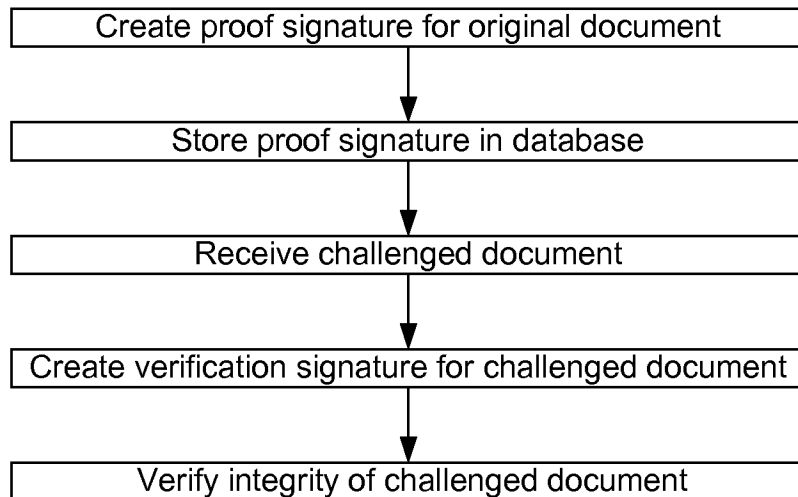 Create proof signature for original document
Store proof signature in database
Receive challenged document
Create verification signature for challenged document
Verify integrity of challenged document